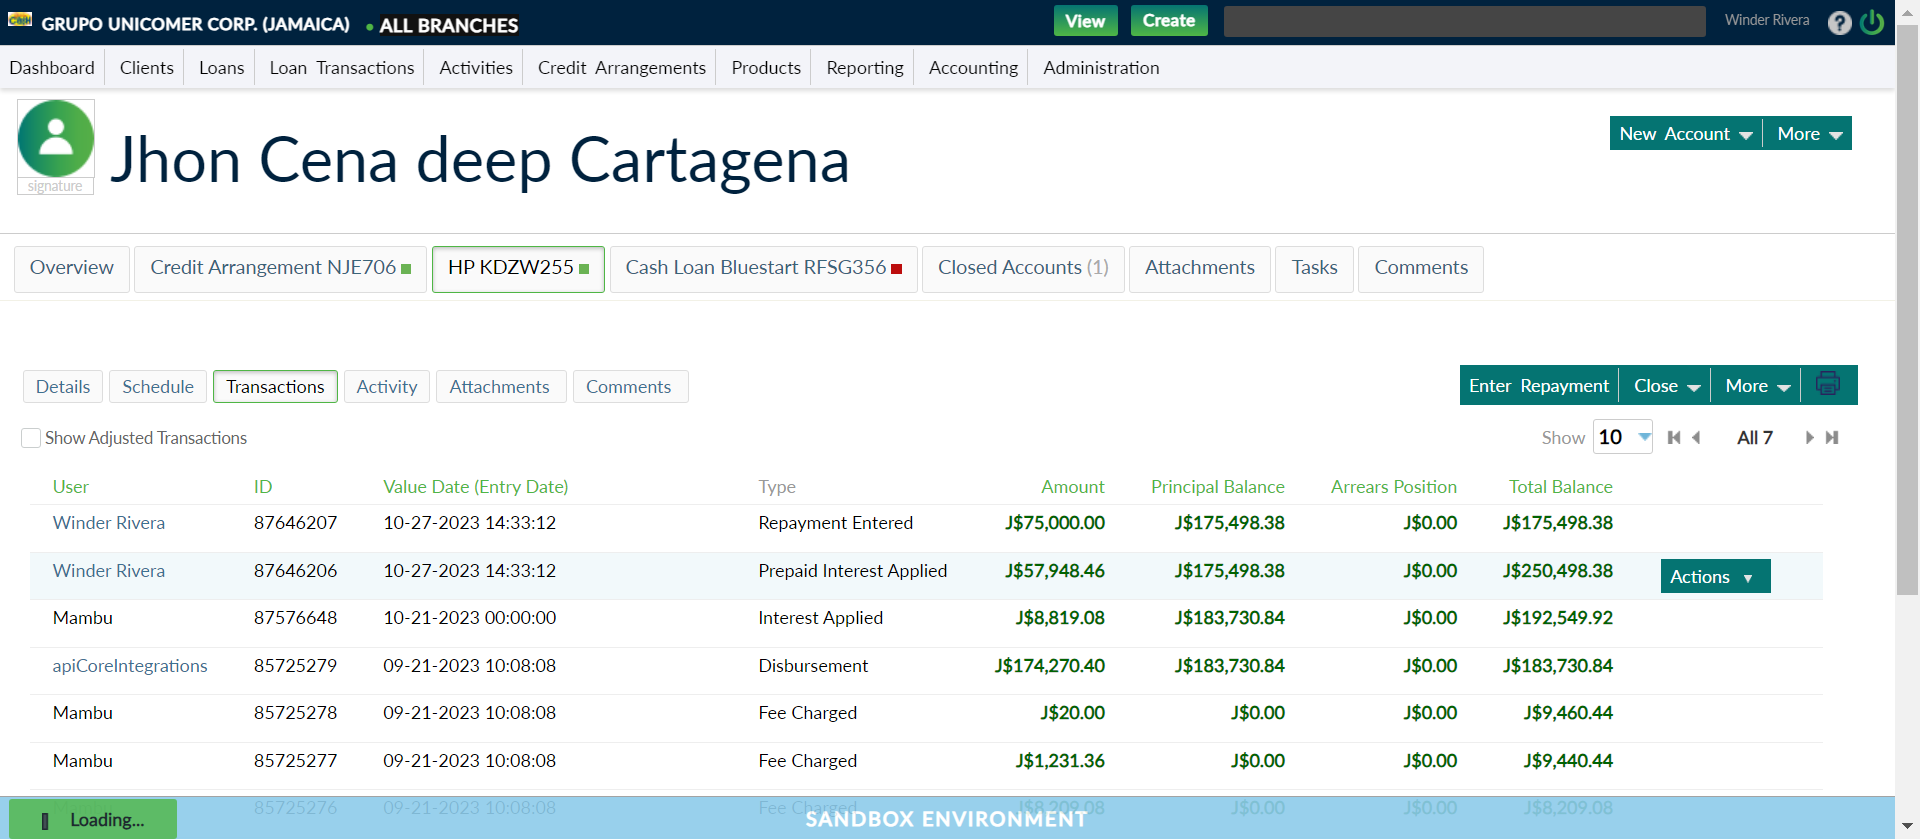 Cash GRUPO UNICOMER CORP. (JAMAICA) • ALL BRANCHES View Create Winder Rivera ?
Dashboard Clients Loans Loan Transactions Activities Credit Arrangements Products Reporting Accounting Administration
signature
Jhon Cena deep Cartagena
New Account More
Overview Credit Arrangement NJE706 HP KDZW255 Cash Loan Bluestart RFSG356 Closed Accounts (1) Attachments Tasks Comments
Details Schedule Transactions Activity Attachments Comments Enter Repayment Close More
Show Adjusted Transactions Show 10 All 7
User ID Value Date (Entry Date) Type Amount Principal Balance Arrears Position Total Balance
Winder Rivera 87646207 10-27-2023 14:33:12 Repayment Entered J$75,000.00 J$175,498.38 J$0.00 J$175,498.38
Winder Rivera 87646206 10-27-2023 14:33:12 Prepaid Interest Applied J$57,948.46 J$175,498.38 J$0.00 J$250,498.38 Actions ▼
Mambu 87576648 10-21-2023 00:00:00 Interest Applied J$8,819.08 J$183,730.84 J$0.00 J$192,549.92
apiCoreIntegrations 85725279 09-21-2023 10:08:08 Disbursement J$174,270.40 J$183,730.84 J$0.00 J$183,730.84
Mambu 85725278 09-21-2023 10:08:08 Fee Charged J$20.00 J$0.00 J$0.00 J$9,460.44
Mambu 85725277 09-21-2023 10:08:08 Fee Charged J$1,231.36 J$0.00 J$0.00 J$9,440.44
Mambu 85725276 09-21-2023 10:08:08 Fee Charged J$8,209.08 J$0.00 J$0.00 J$8,209.08
Loading... SANDBOX ENVIRONMENT